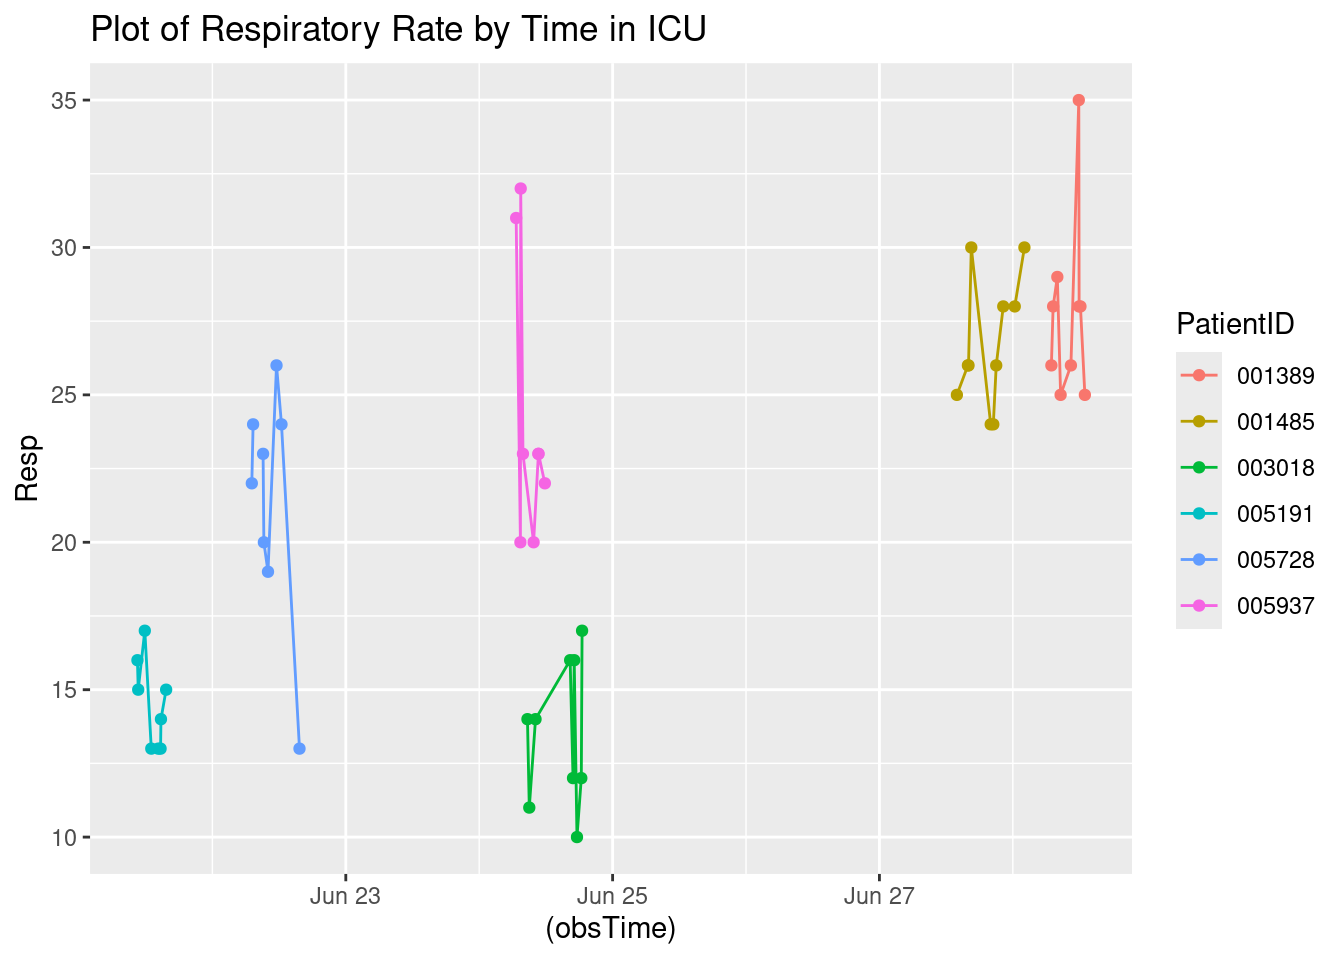 Plot of Respiratory Rate by Time in ICU
35
30
25
20
15
10
Resp
Jun 23
Jun 25
Jun 27
(obsTime)
PatientID
001389
001485
003018
005191
005728
005937